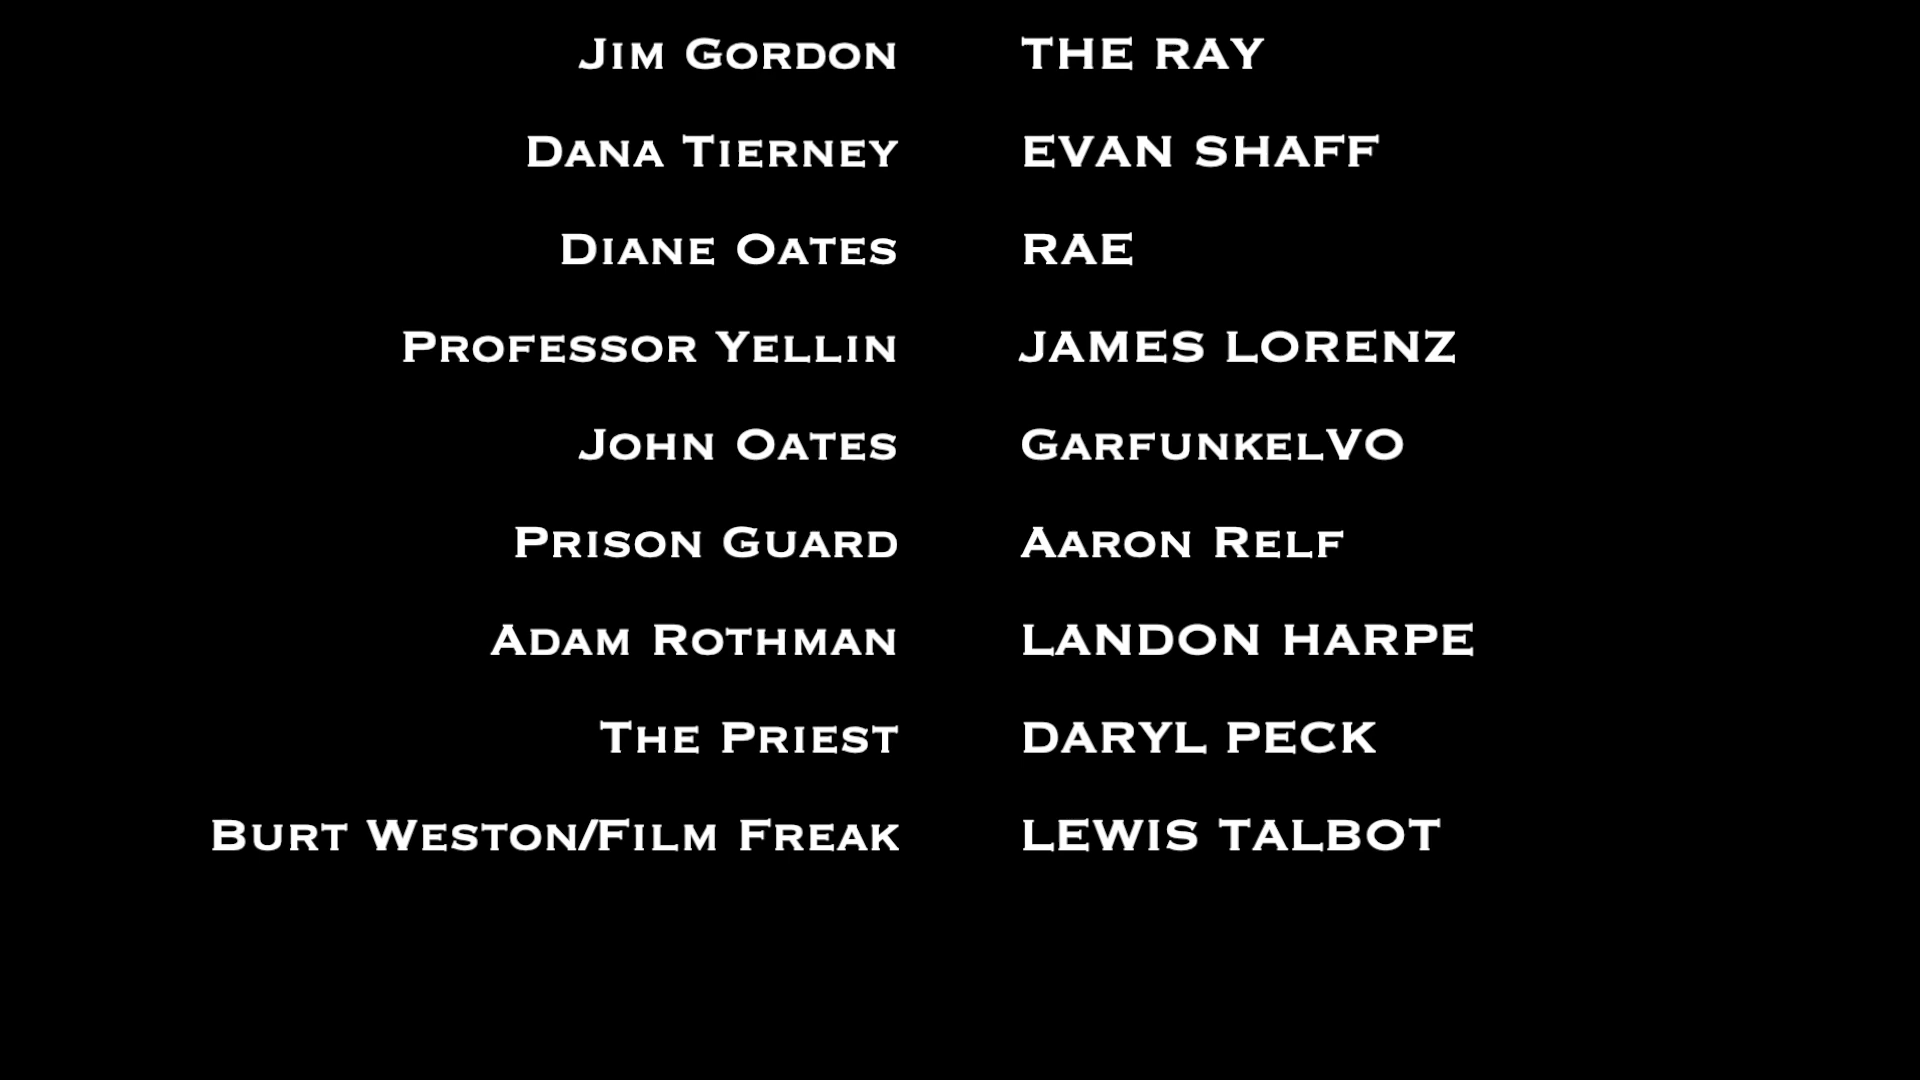 Jim Gordon THE RAY
Dana Tierney EVAN SHAFF
Diane Oates RAE
Professor Yellin JAMES LORENZ
John Oates GarfunkelVO
Prison Guard Aaron Relf
Adam Rothman LANDON HARPE
The Priest DARYL PECK
Burt Weston/Film Freak LEWIS TALBOT